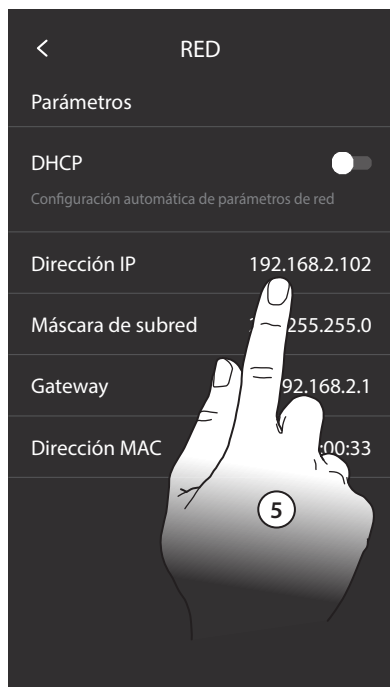 < RED
Parámetros
DHCP
Configuración automática de parámetros de red
Dirección IP 192.168.2.102
Máscara de subred 255.255.0
Gateway 92.168.2.1
Dirección MAC :00:33
5